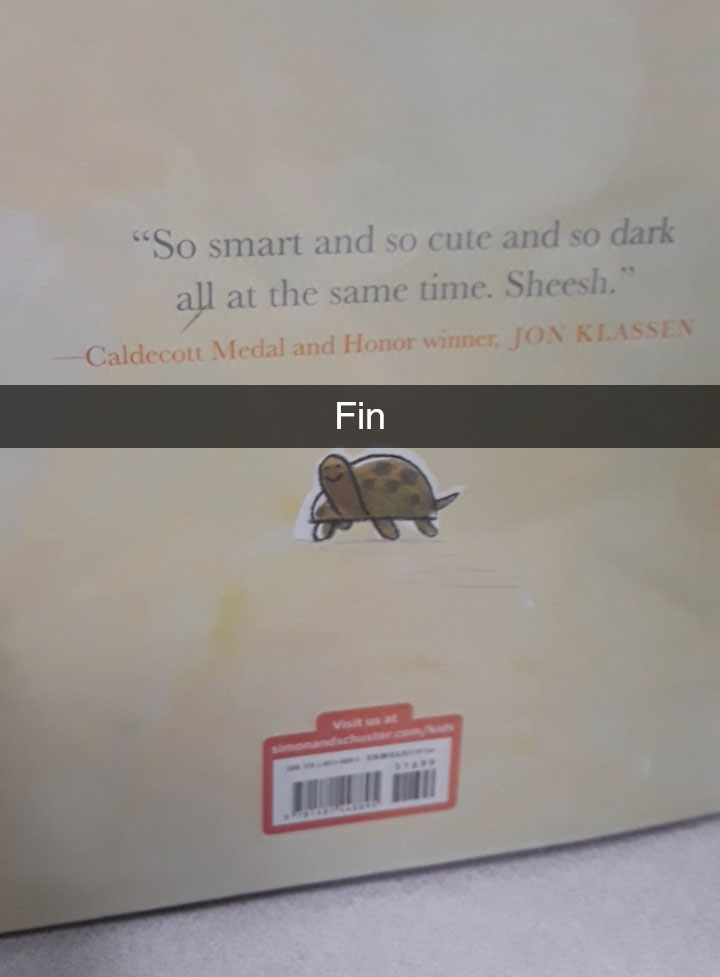 “So smart and so cute and so dark
all at the same time. Sheesh.”
—Caldecott Medal and Honor winner, JON KLASSEN
Fin
Visit us at
simonandschuster.com/kids
51699